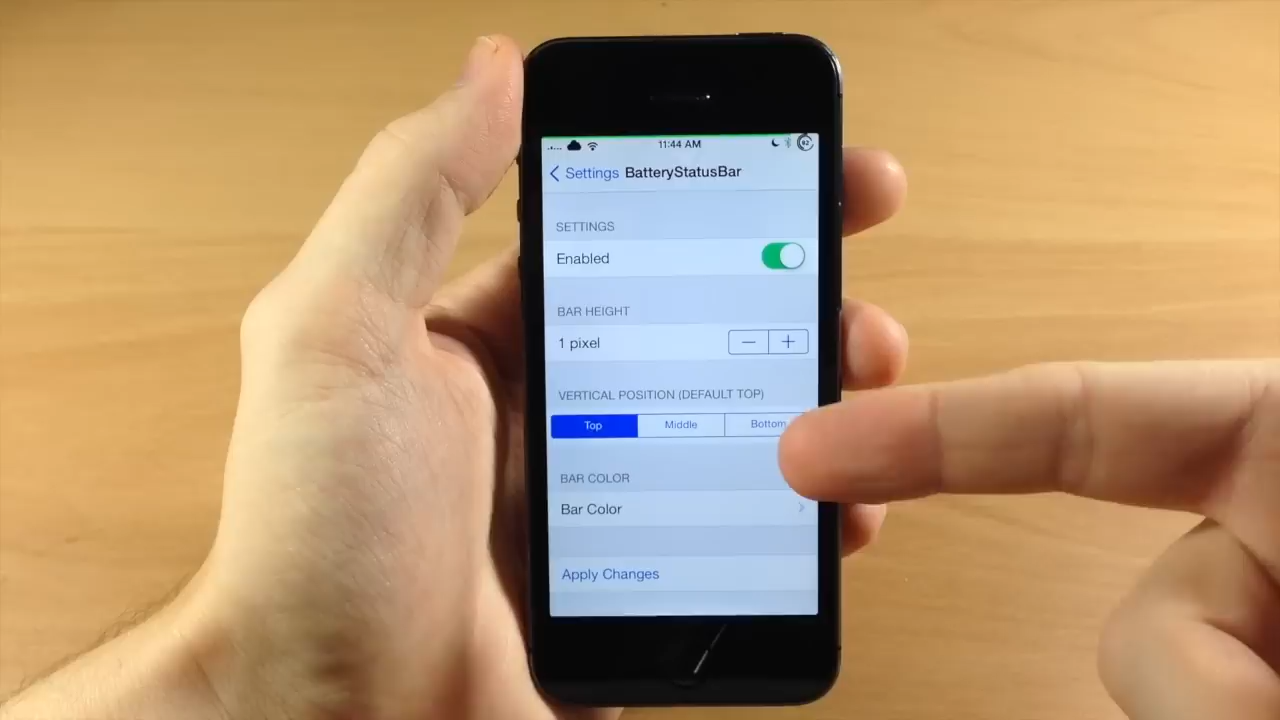 11:44 AM 82
Settings BatteryStatusBar
SETTINGS
Enabled
BAR HEIGHT
1 pixel
VERTICAL POSITION (DEFAULT TOP)
Top Middle Bottom
BAR COLOR
Bar Color
Apply Changes